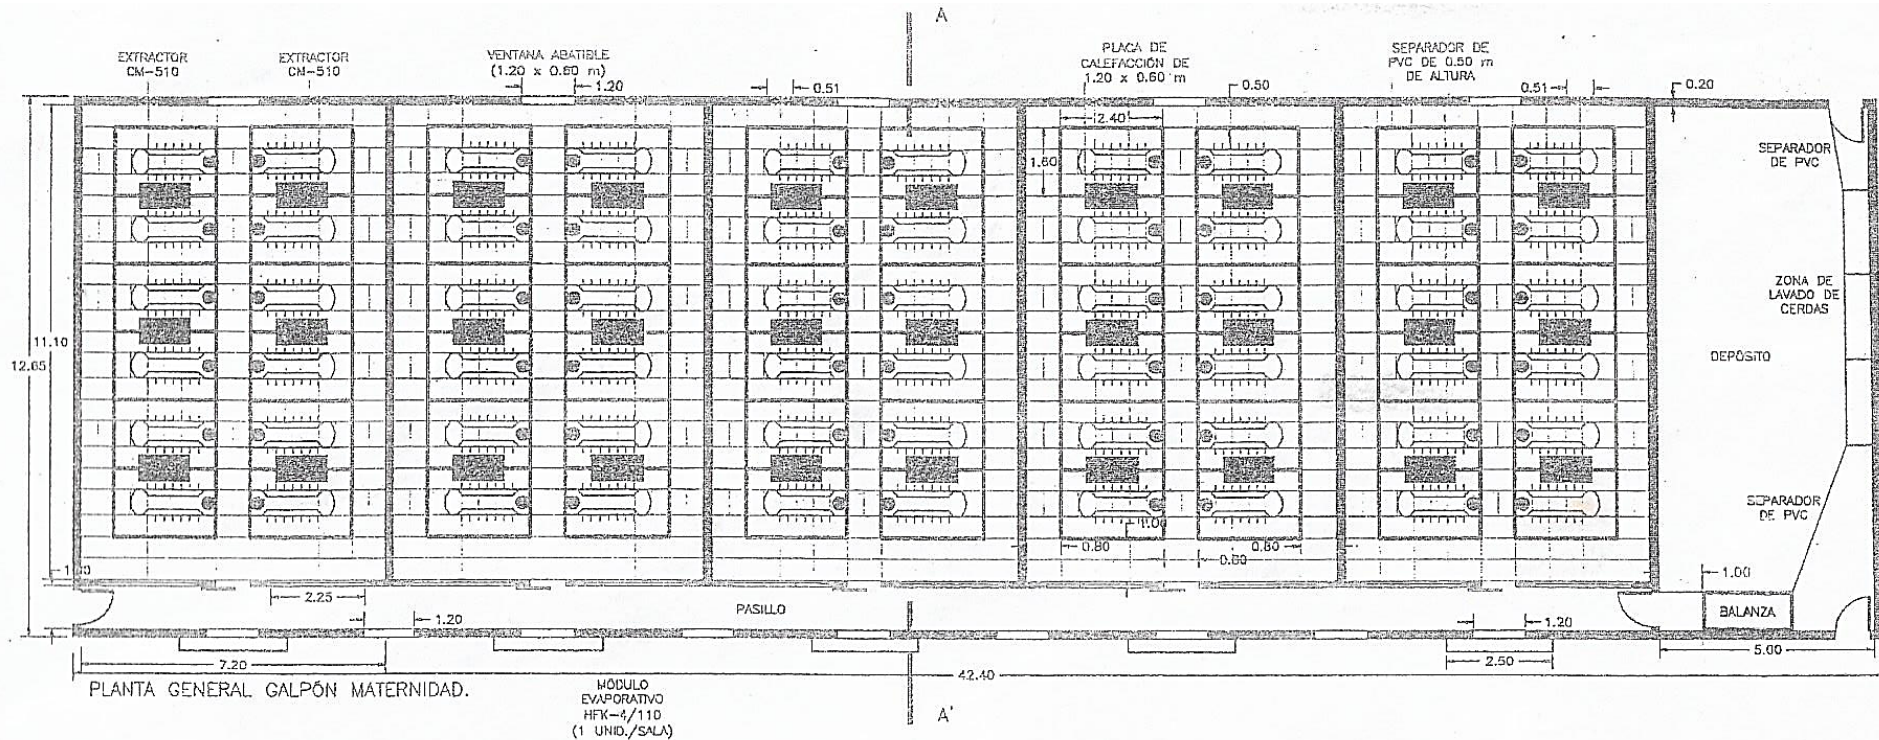 A
EXTRACTOR
CM-510
EXTRACTOR
CM-510
VENTANA ABATIBLE
(1.20 x 0.60 m)
1.20
0.51
PLACA DE
CALEFACCIÓN DE
1.20 x 0.60 m
0.50
SEPARADOR DE
PVC DE 0.50 m
DE ALTURA
0.51
0.20
2.40
1.60
SEPARADOR
DE PVC
ZONA DE
LAVADO DE
CERDAS
11.10
12.65
DEPÓSITO
SEPARADOR
DE PVC
1.00
0.80
0.80
0.60
2.25
1.20
PASILLO
1.00
BALANZA
1.20
7.20
2.50
5.00
42.40
PLANTA GENERAL GALPÓN MATERNIDAD.
MÓDULO
EVAPORATIVO
HFK-4/110
(1 UNID./SALA)
A'